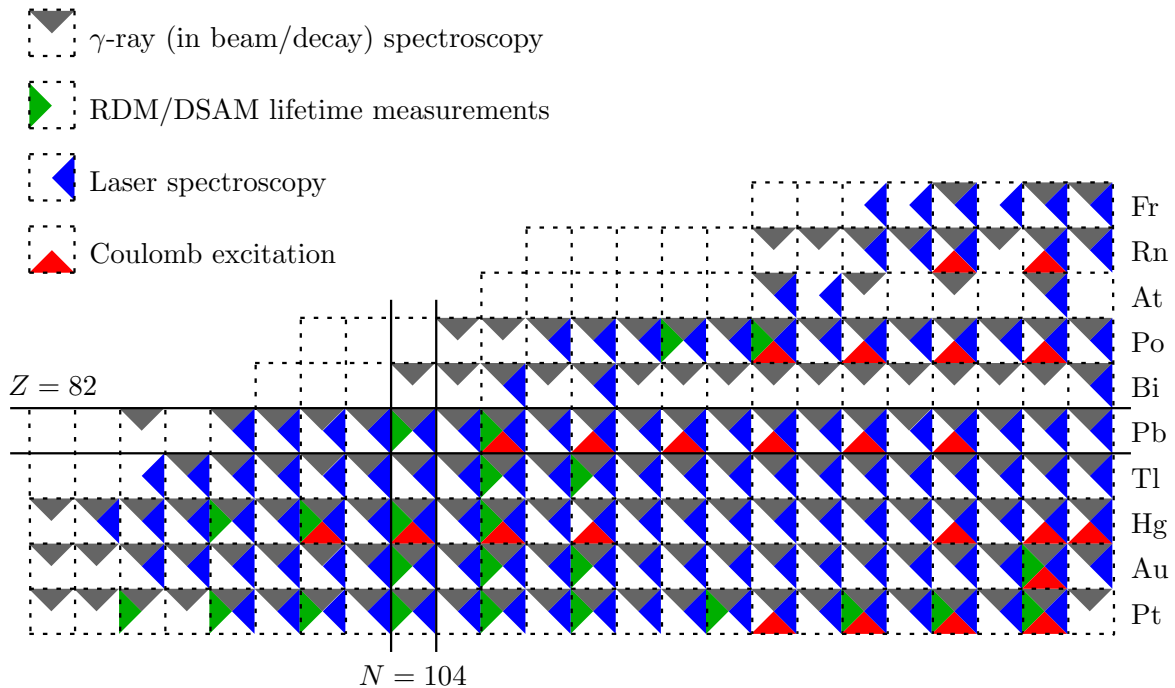 γ-ray (in beam/decay) spectroscopy
RDM/DSAM lifetime measurements
Laser spectroscopy
Coulomb excitation
Fr
Rn
At
Po
Z = 82
Bi
Pb
Tl
Hg
Au
Pt
N = 104